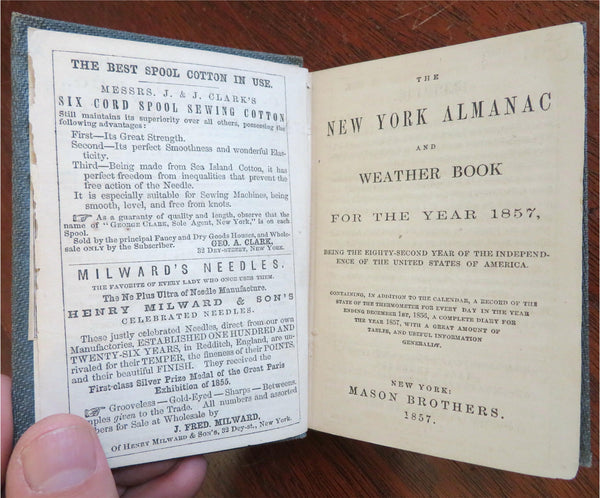 THE BEST SPOOL COTTON IN USE.
MESSRS. J. & J. CLARK'S
SIX CORD SPOOL SEWING COTTON
Still maintains its superiority over all others, possessing the
following advantages:
First—Its Great Strength.
Second—Its perfect Smoothness and wonderful Elas-
ticity.
Third—Being made from Sea Island Cotton, it has
perfect freedom from inequalities that prevent the
free action of the Needle.
It is especially suitable for Sewing Machines, being
smooth, level, and free from knots.
☞ As a guaranty of quality and length, observe that the
name of "GEORGE CLARK, Sole Agent, New York," is on each
Spool.
Sold by the principal Fancy and Dry Goods Houses, and Whole-
sale ONLY by the Subscriber.
GEO. A. CLARK,
32 DEY-STREET, NEW YORK.
MILWARD'S NEEDLES.
THE FAVORITE OF EVERY LADY WHO ONCE USES THEM.
The No Plus Ultra of Needle Manufacture.
HENRY MILWARD & SON'S
CELEBRATED NEEDLES.
These justly celebrated Needles, direct from our own
Manufactories, ESTABLISHED ONE HUNDRED AND
TWENTY-SIX YEARS, in Redditch, England, are un-
rivaled for their TEMPER, the fineness of their POINTS,
and their beautiful FINISH. They received the
First-class Silver Prize Medal of the Great Paris
Exhibition of 1855.
☞ Grooveless—Gold-Eyed—Sharps—Betweens.
mples given to the Trade. All numbers and assorted
mbers for Sale at Wholesale by
J. FRED. MILWARD,
Of HENRY MILWARD & SON'S, 32 Dey-st., New York.
THE
NEW YORK ALMANAC
AND
WEATHER BOOK
FOR THE YEAR 1857,
BEING THE EIGHTY-SECOND YEAR OF THE INDEPEND-
ENCE OF THE UNITED STATES OF AMERICA.
CONTAINING, IN ADDITION TO THE CALENDAR, A RECORD OF THE
STATE OF THE THERMOMETER FOR EVERY DAY IN THE YEAR
ENDING DECEMBER 1ST, 1856, A COMPLETE DIARY FOR
THE YEAR 1857, WITH A GREAT AMOUNT OF
TABLES, AND USEFUL INFORMATION
GENERALLY.
NEW YORK:
MASON BROTHERS.
1857.